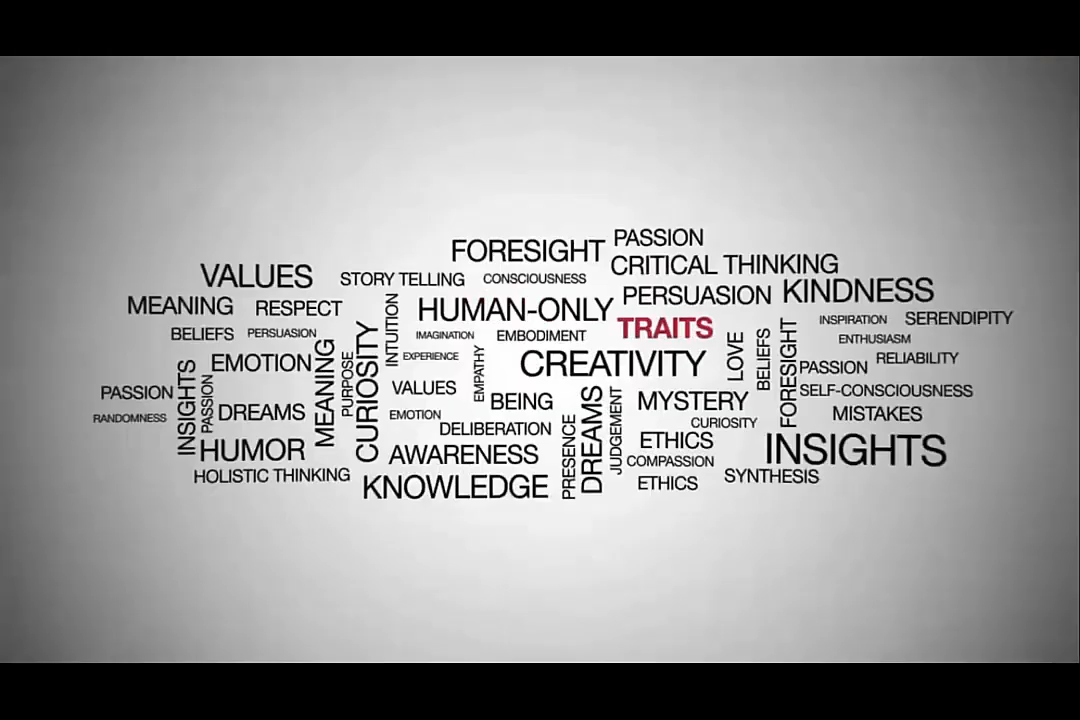 PASSION
FORESIGHT
CRITICAL THINKING
VALUES
STORY TELLING
CONSCIOUSNESS
PERSUASION
KINDNESS
MEANING
RESPECT
HUMAN-ONLY
TRAITS
INSPIRATION
SERENDIPITY
BELIEFS
PERSUASION
INTUITION
IMAGINATION
EMBODIMENT
ENTHUSIASM
EMOTION
MEANING
PURPOSE
CURIOSITY
EXPERIENCE
EMPATHY
CREATIVITY
LOVE
BELIEFS
FORESIGHT
PASSION
RELIABILITY
PASSION
INSIGHTS
PASSION
VALUES
BEING
MYSTERY
SELF-CONSCIOUSNESS
RANDOMNESS
DREAMS
EMOTION
DELIBERATION
PRESENCE
DREAMS
JUDGEMENT
CURIOSITY
MISTAKES
HUMOR
AWARENESS
ETHICS
COMPASSION
INSIGHTS
HOLISTIC THINKING
KNOWLEDGE
ETHICS
SYNTHESIS